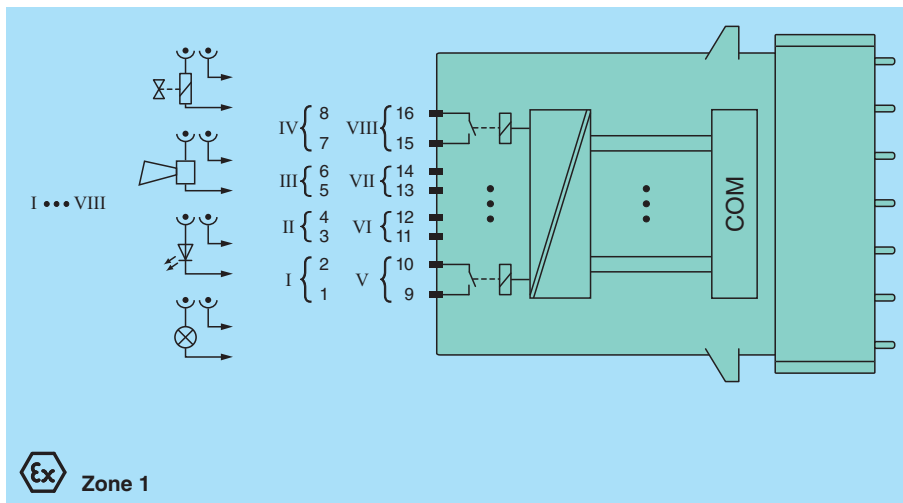 IV { 8 VIII { 16
7 15
III { 6 VII { 14
5 13
I ••• VIII
II { 4 VI { 12
3 11
I { 2 V { 10
1 9
COM
Ex Zone 1